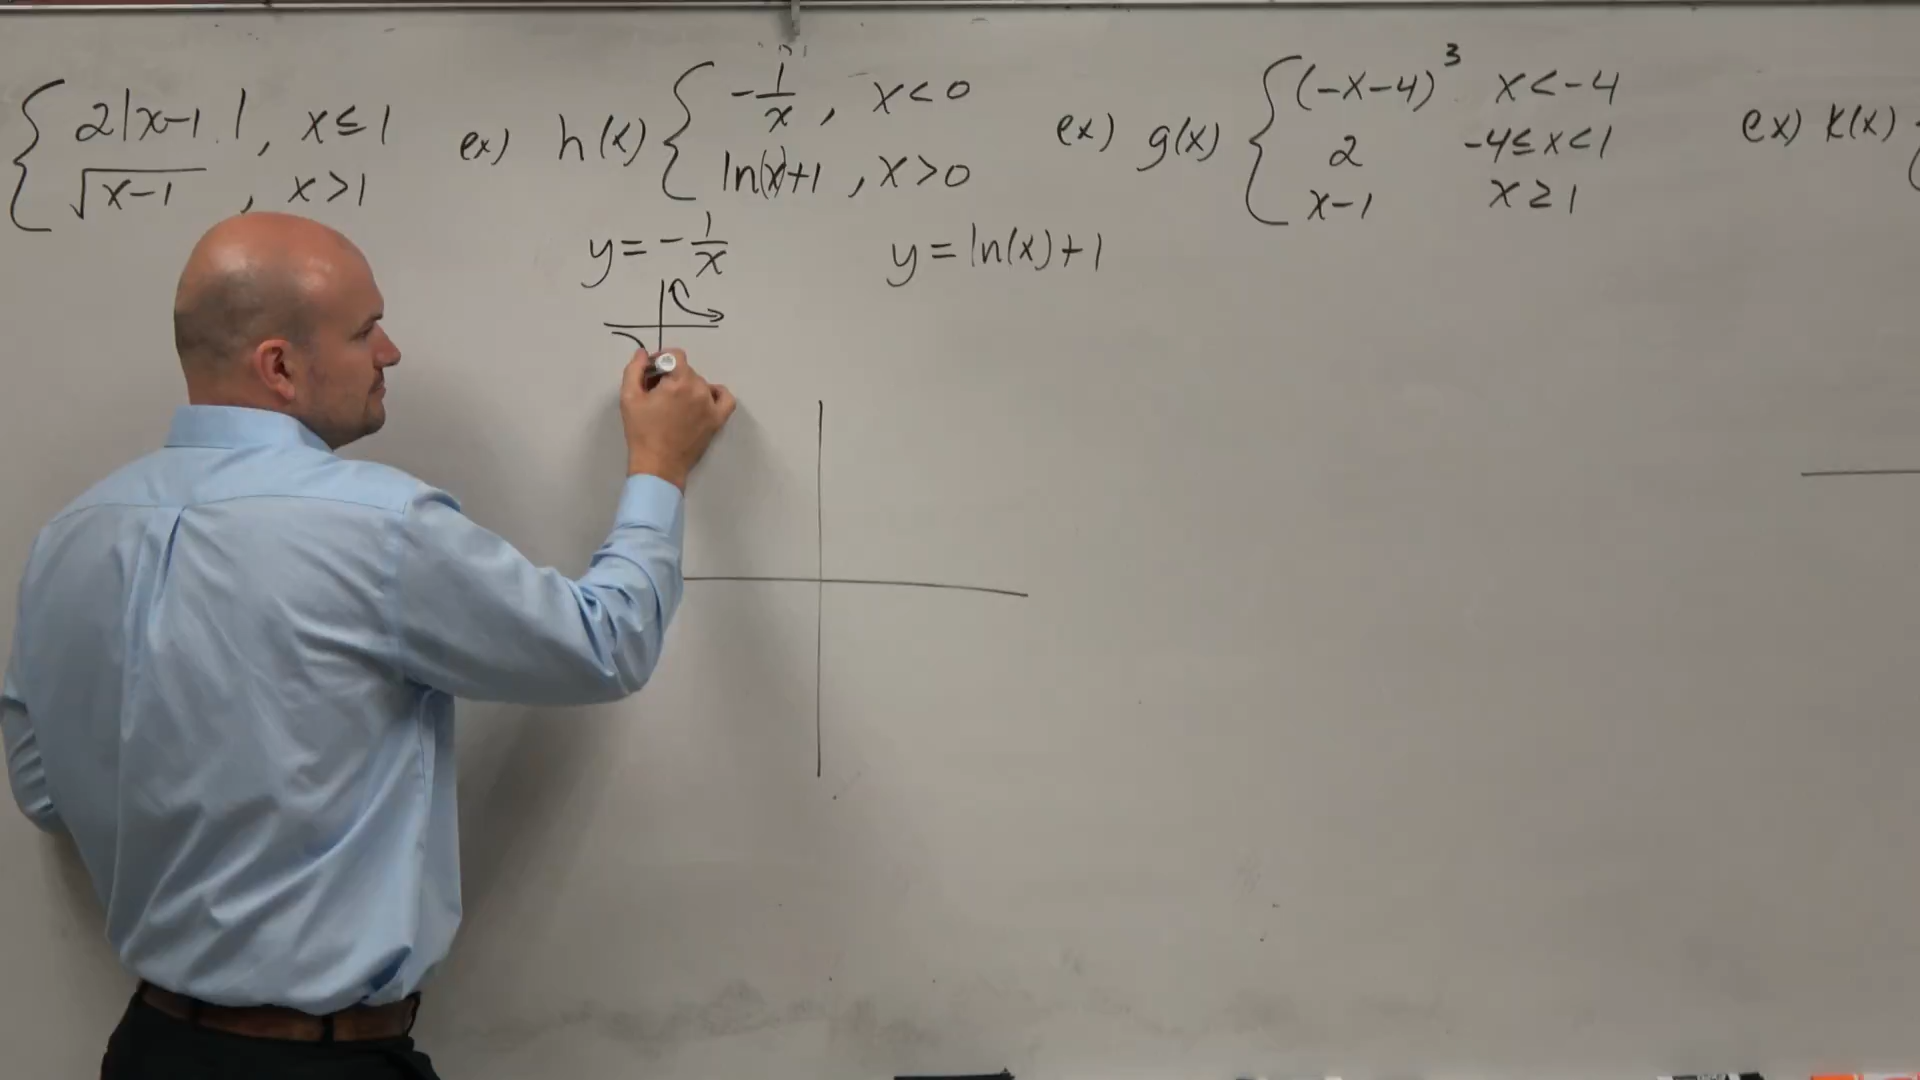 2|x-1|, x≤1
√x-1, x>1
ex) h(x) { -1/x, x<0
ln(x)+1, x>0
y=-1/x
y=ln(x)+1
ex) g(x) { (-x-4)³ x<-4
2 -4≤x<1
x-1 x≥1
ex) k(x)